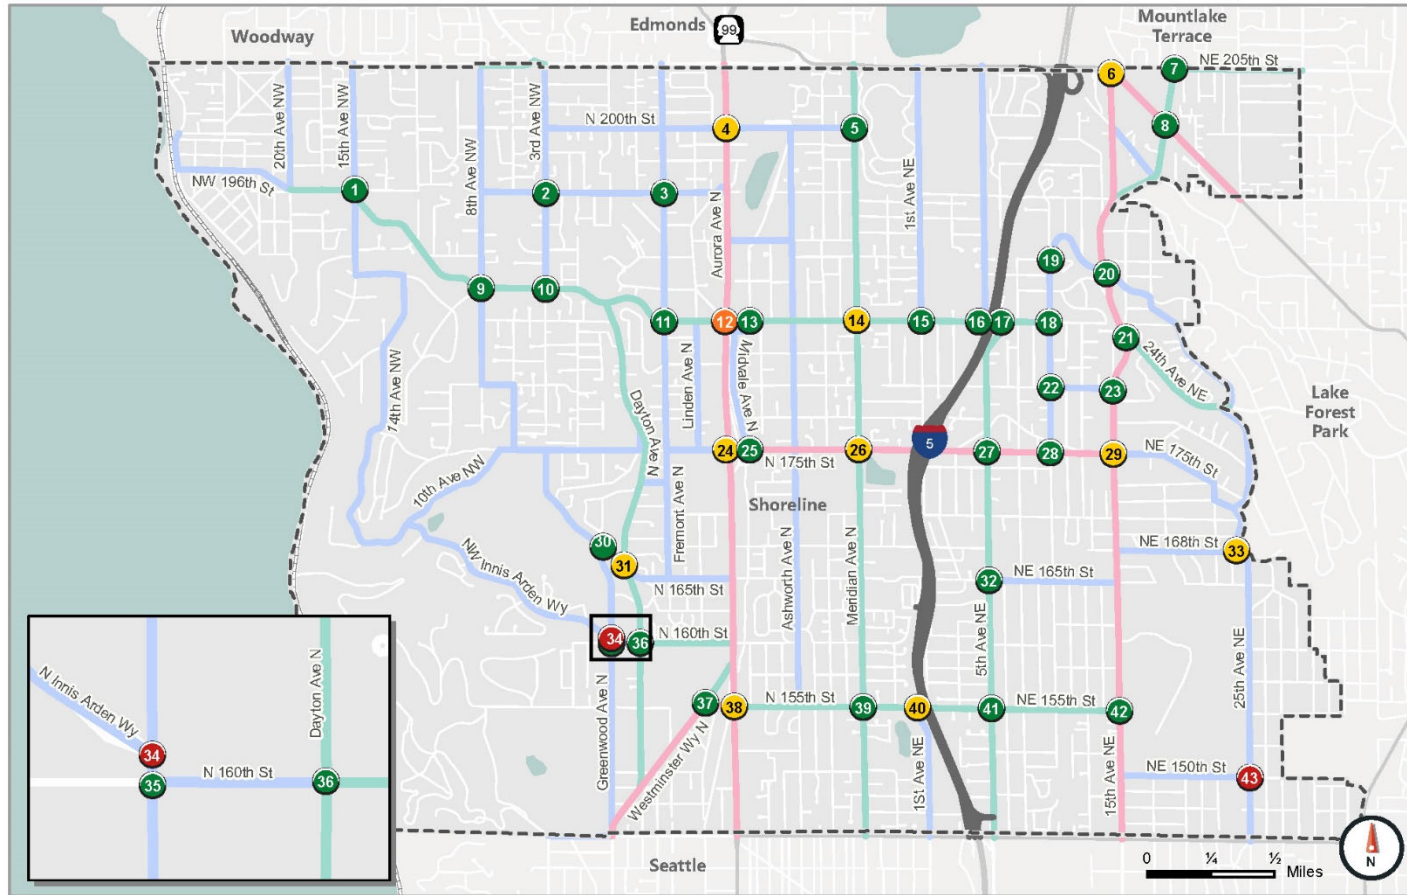 Woodway
Edmonds
99
Mountlake
Terrace
6
7
NE 205th St
N 200th St
4
5
8
20th Ave NW
15th Ave NW
8th Ave NW
3rd Ave NW
NW 196th St
1
2
3
Aurora Ave N
1st Ave NE
19
20
9
10
11
12
13
14
15
16
17
18
21
14th Ave NW
Linden Ave N
Midvale Ave N
24th Ave NE
22
23
Lake
Forest
Park
Dayton Ave N
5
24
25
N 175th St
26
27
28
29
NE 175th St
10th Ave NW
Fremont Ave N
Shoreline
30
31
NW Innis Arden Wy
N 165th St
Ashworth Ave N
Meridian Ave N
32
NE 165th St
NE 168th St
33
34
36
N 160th St
5th Ave NE
25th Ave NE
Greenwood Ave N
37
38
N 155th St
39
40
41
NE 155th St
42
Westminster Wy N
1St Ave NE
15th Ave NE
NE 150th St
43
N Innis Arden Wy
Dayton Ave N
34
35
N 160th St
36
Seattle
0 ¼ ½
Miles
N